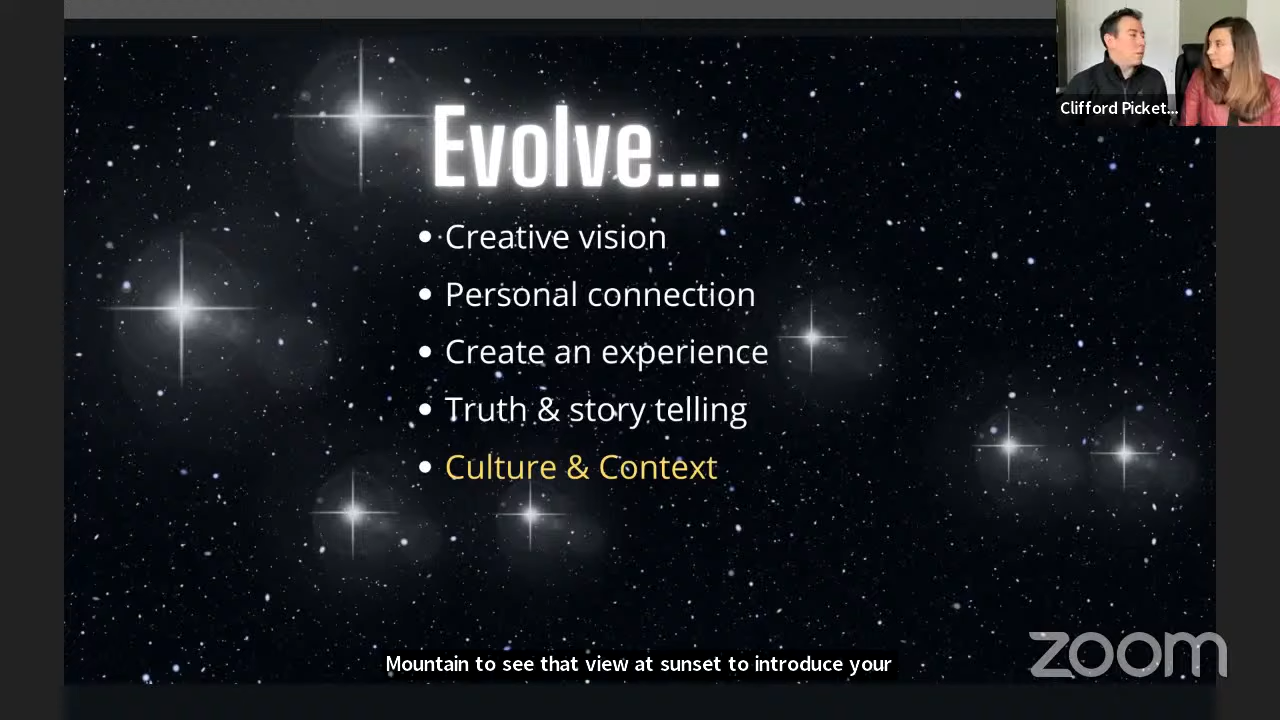 Clifford Picket...
Evolve...
• Creative vision
• Personal connection
• Create an experience
• Truth & story telling
• Culture & Context
Mountain to see that view at sunset to introduce your
zoom